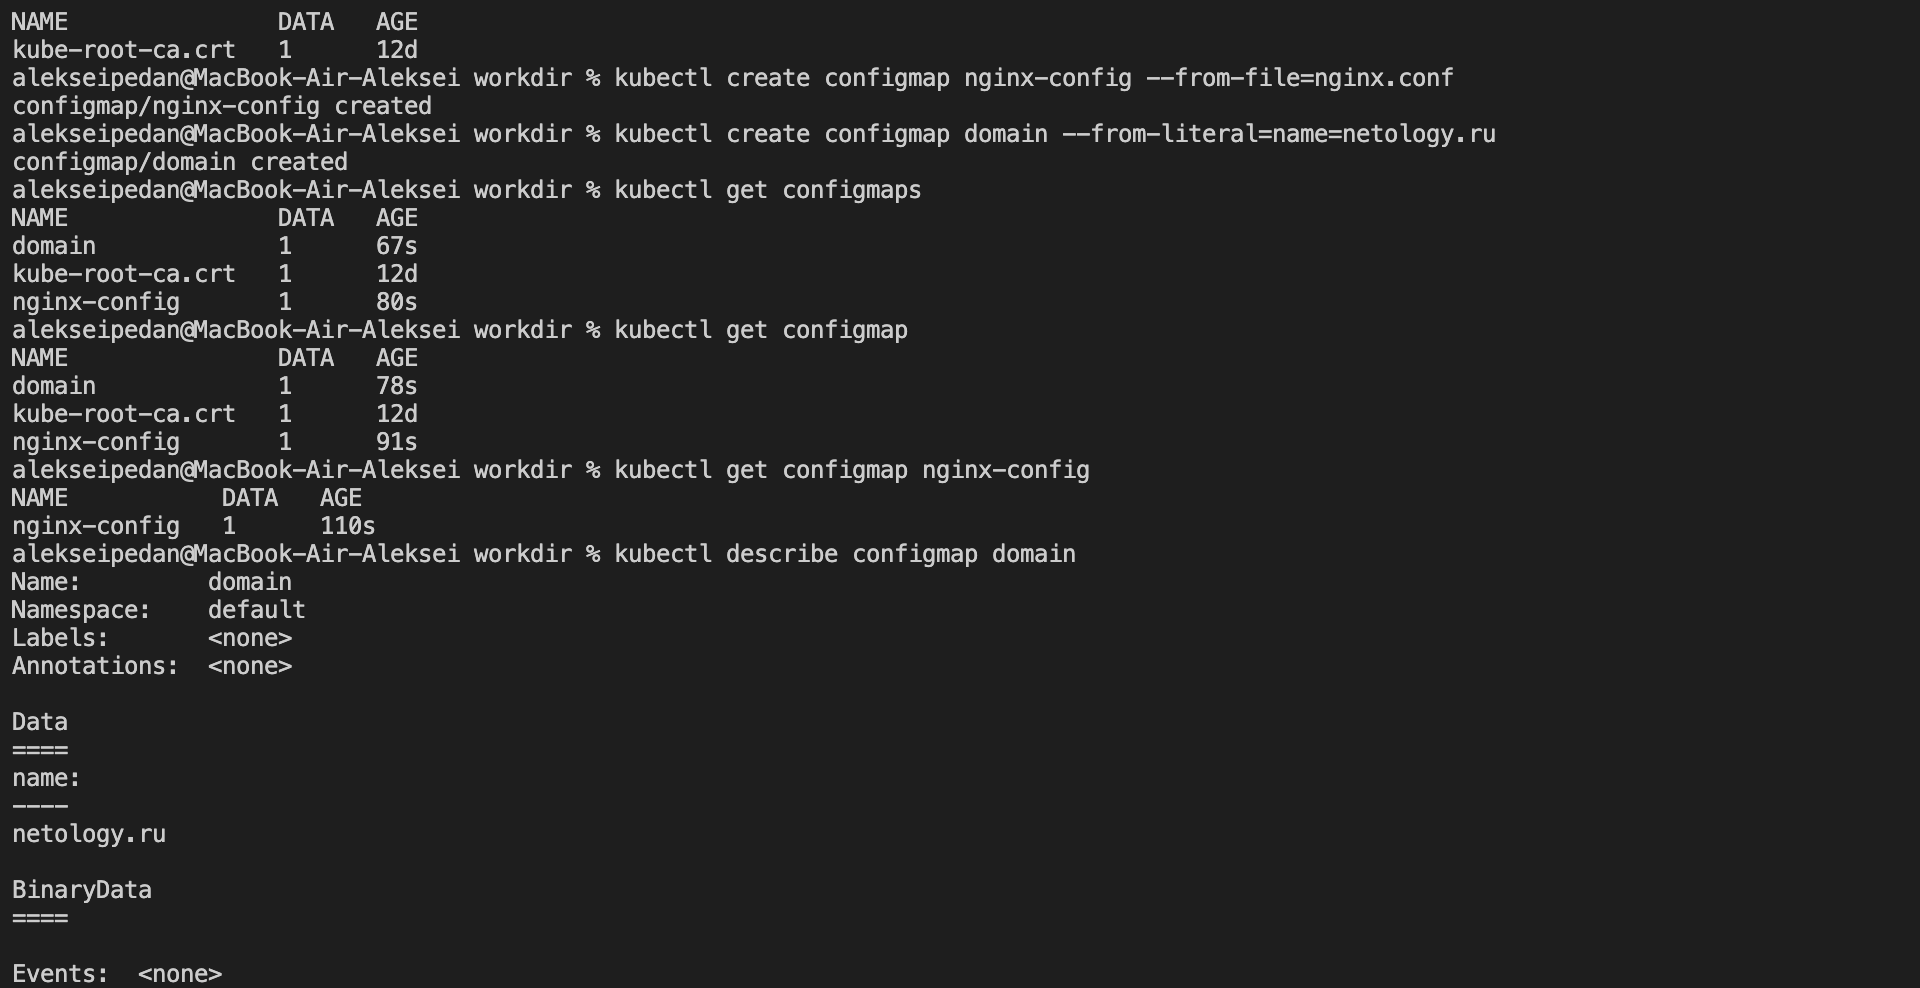 NAME               DATA   AGE
kube-root-ca.crt   1      12d
alekseipedan@MacBook-Air-Aleksei workdir % kubectl create configmap nginx-config --from-file=nginx.conf
configmap/nginx-config created
alekseipedan@MacBook-Air-Aleksei workdir % kubectl create configmap domain --from-literal=name=netology.ru
configmap/domain created
alekseipedan@MacBook-Air-Aleksei workdir % kubectl get configmaps
NAME               DATA   AGE
domain             1      67s
kube-root-ca.crt   1      12d
nginx-config       1      80s
alekseipedan@MacBook-Air-Aleksei workdir % kubectl get configmap
NAME               DATA   AGE
domain             1      78s
kube-root-ca.crt   1      12d
nginx-config       1      91s
alekseipedan@MacBook-Air-Aleksei workdir % kubectl get configmap nginx-config
NAME           DATA   AGE
nginx-config   1      110s
alekseipedan@MacBook-Air-Aleksei workdir % kubectl describe configmap domain
Name:         domain
Namespace:    default
Labels:       <none>
Annotations:  <none>

Data
====
name:
----
netology.ru

BinaryData
====

Events:  <none>